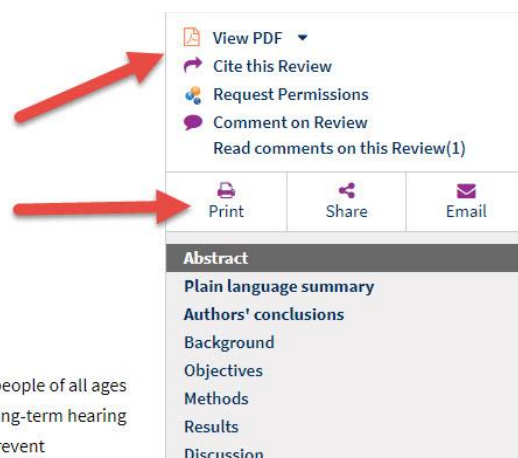 View PDF
Cite this Review
Request Permissions
Comment on Review
Read comments on this Review(1)
Print Share Email
Abstract
Plain language summary
Authors' conclusions
Background
Objectives
Methods
Results
Discussion
people of all ages
ng-term hearing
revent